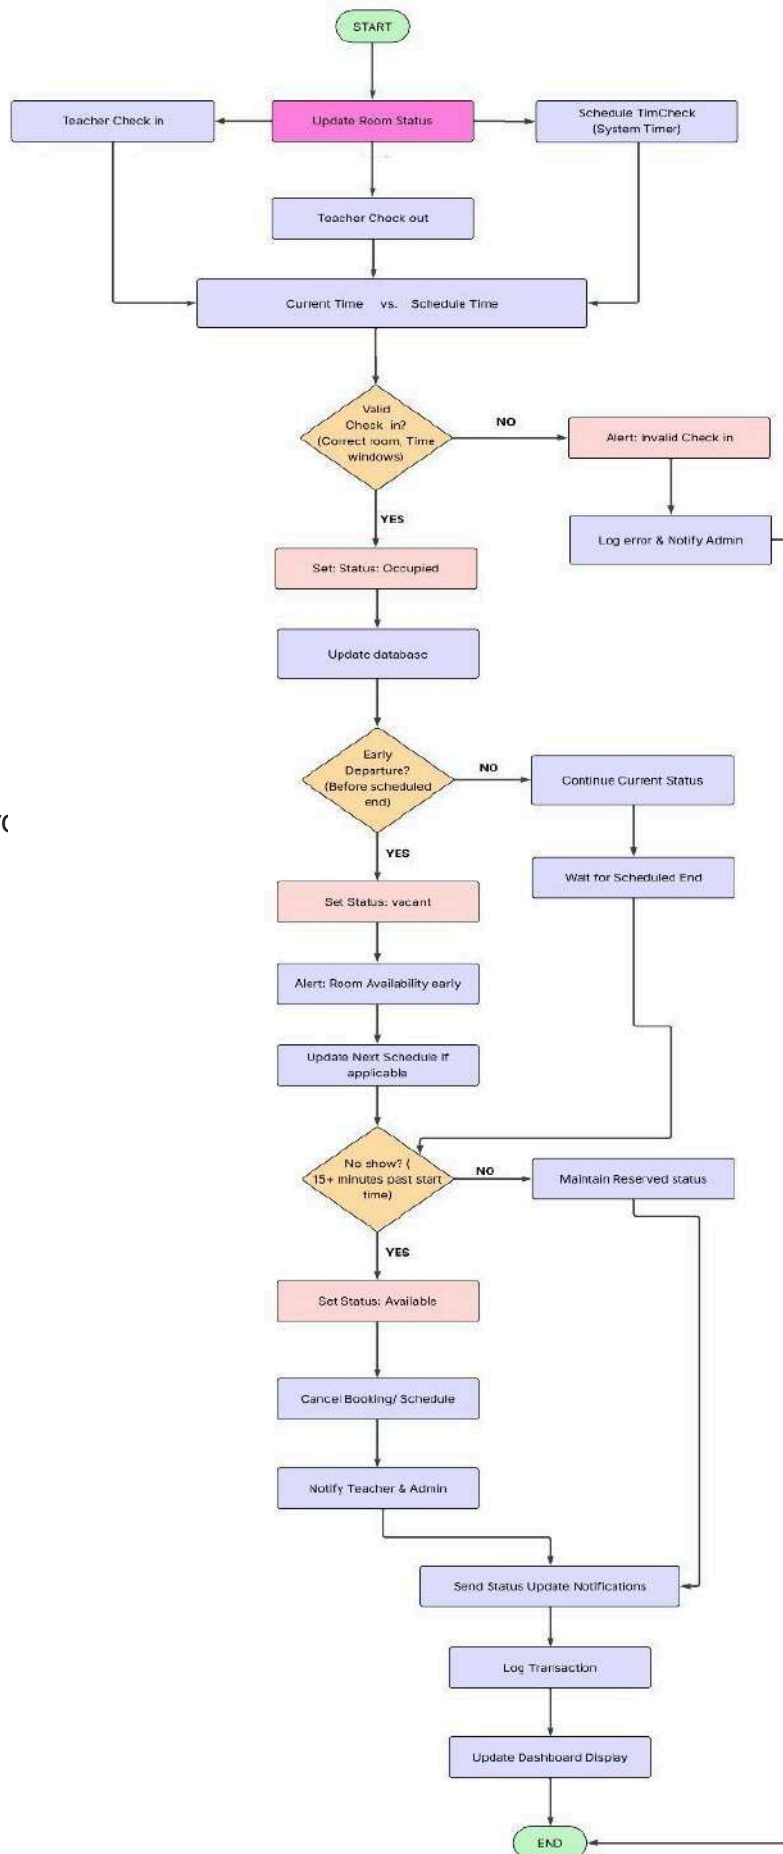 START
Teacher Check in
Update Room Status
Schedule TimCheck
(System Timer)
Teacher Check out
Current Time vs. Schedule Time
Valid
Check in?
(Correct room, Time
windows)
NO
Alert: Invalid Check in
YES
Log error & Notify Admin
Set: Status: Occupied
Update database
Early
Departure?
(Before scheduled
end)
NO
Continue Current Status
YES
Wait for Scheduled End
Set Status: vacant
Alert: Room Availability early
Update Next Schedule if
applicable
No show? (
15+ minutes past start
time)
NO
Maintain Reserved status
YES
Set Status: Available
Cancel Booking/ Schedule
Notify Teacher & Admin
Send Status Update Notifications
Log Transaction
Update Dashboard Display
END